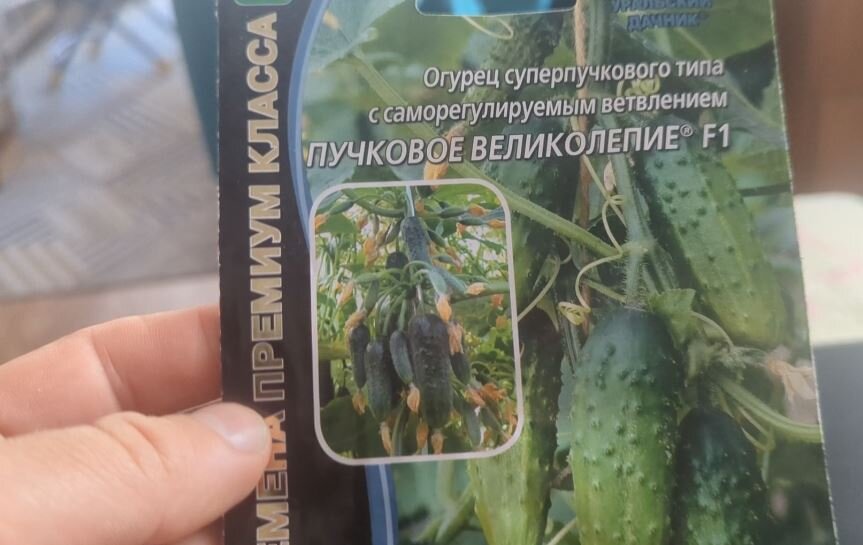 УРАЛЬСКИЙ
ДАЧНИК®
Огурец суперпучкового типа
с саморегулируемым ветвлением
ПУЧКОВОЕ ВЕЛИКОЛЕПИЕ® F1
ЕМЕНА ПРЕМИУМ КЛАССА